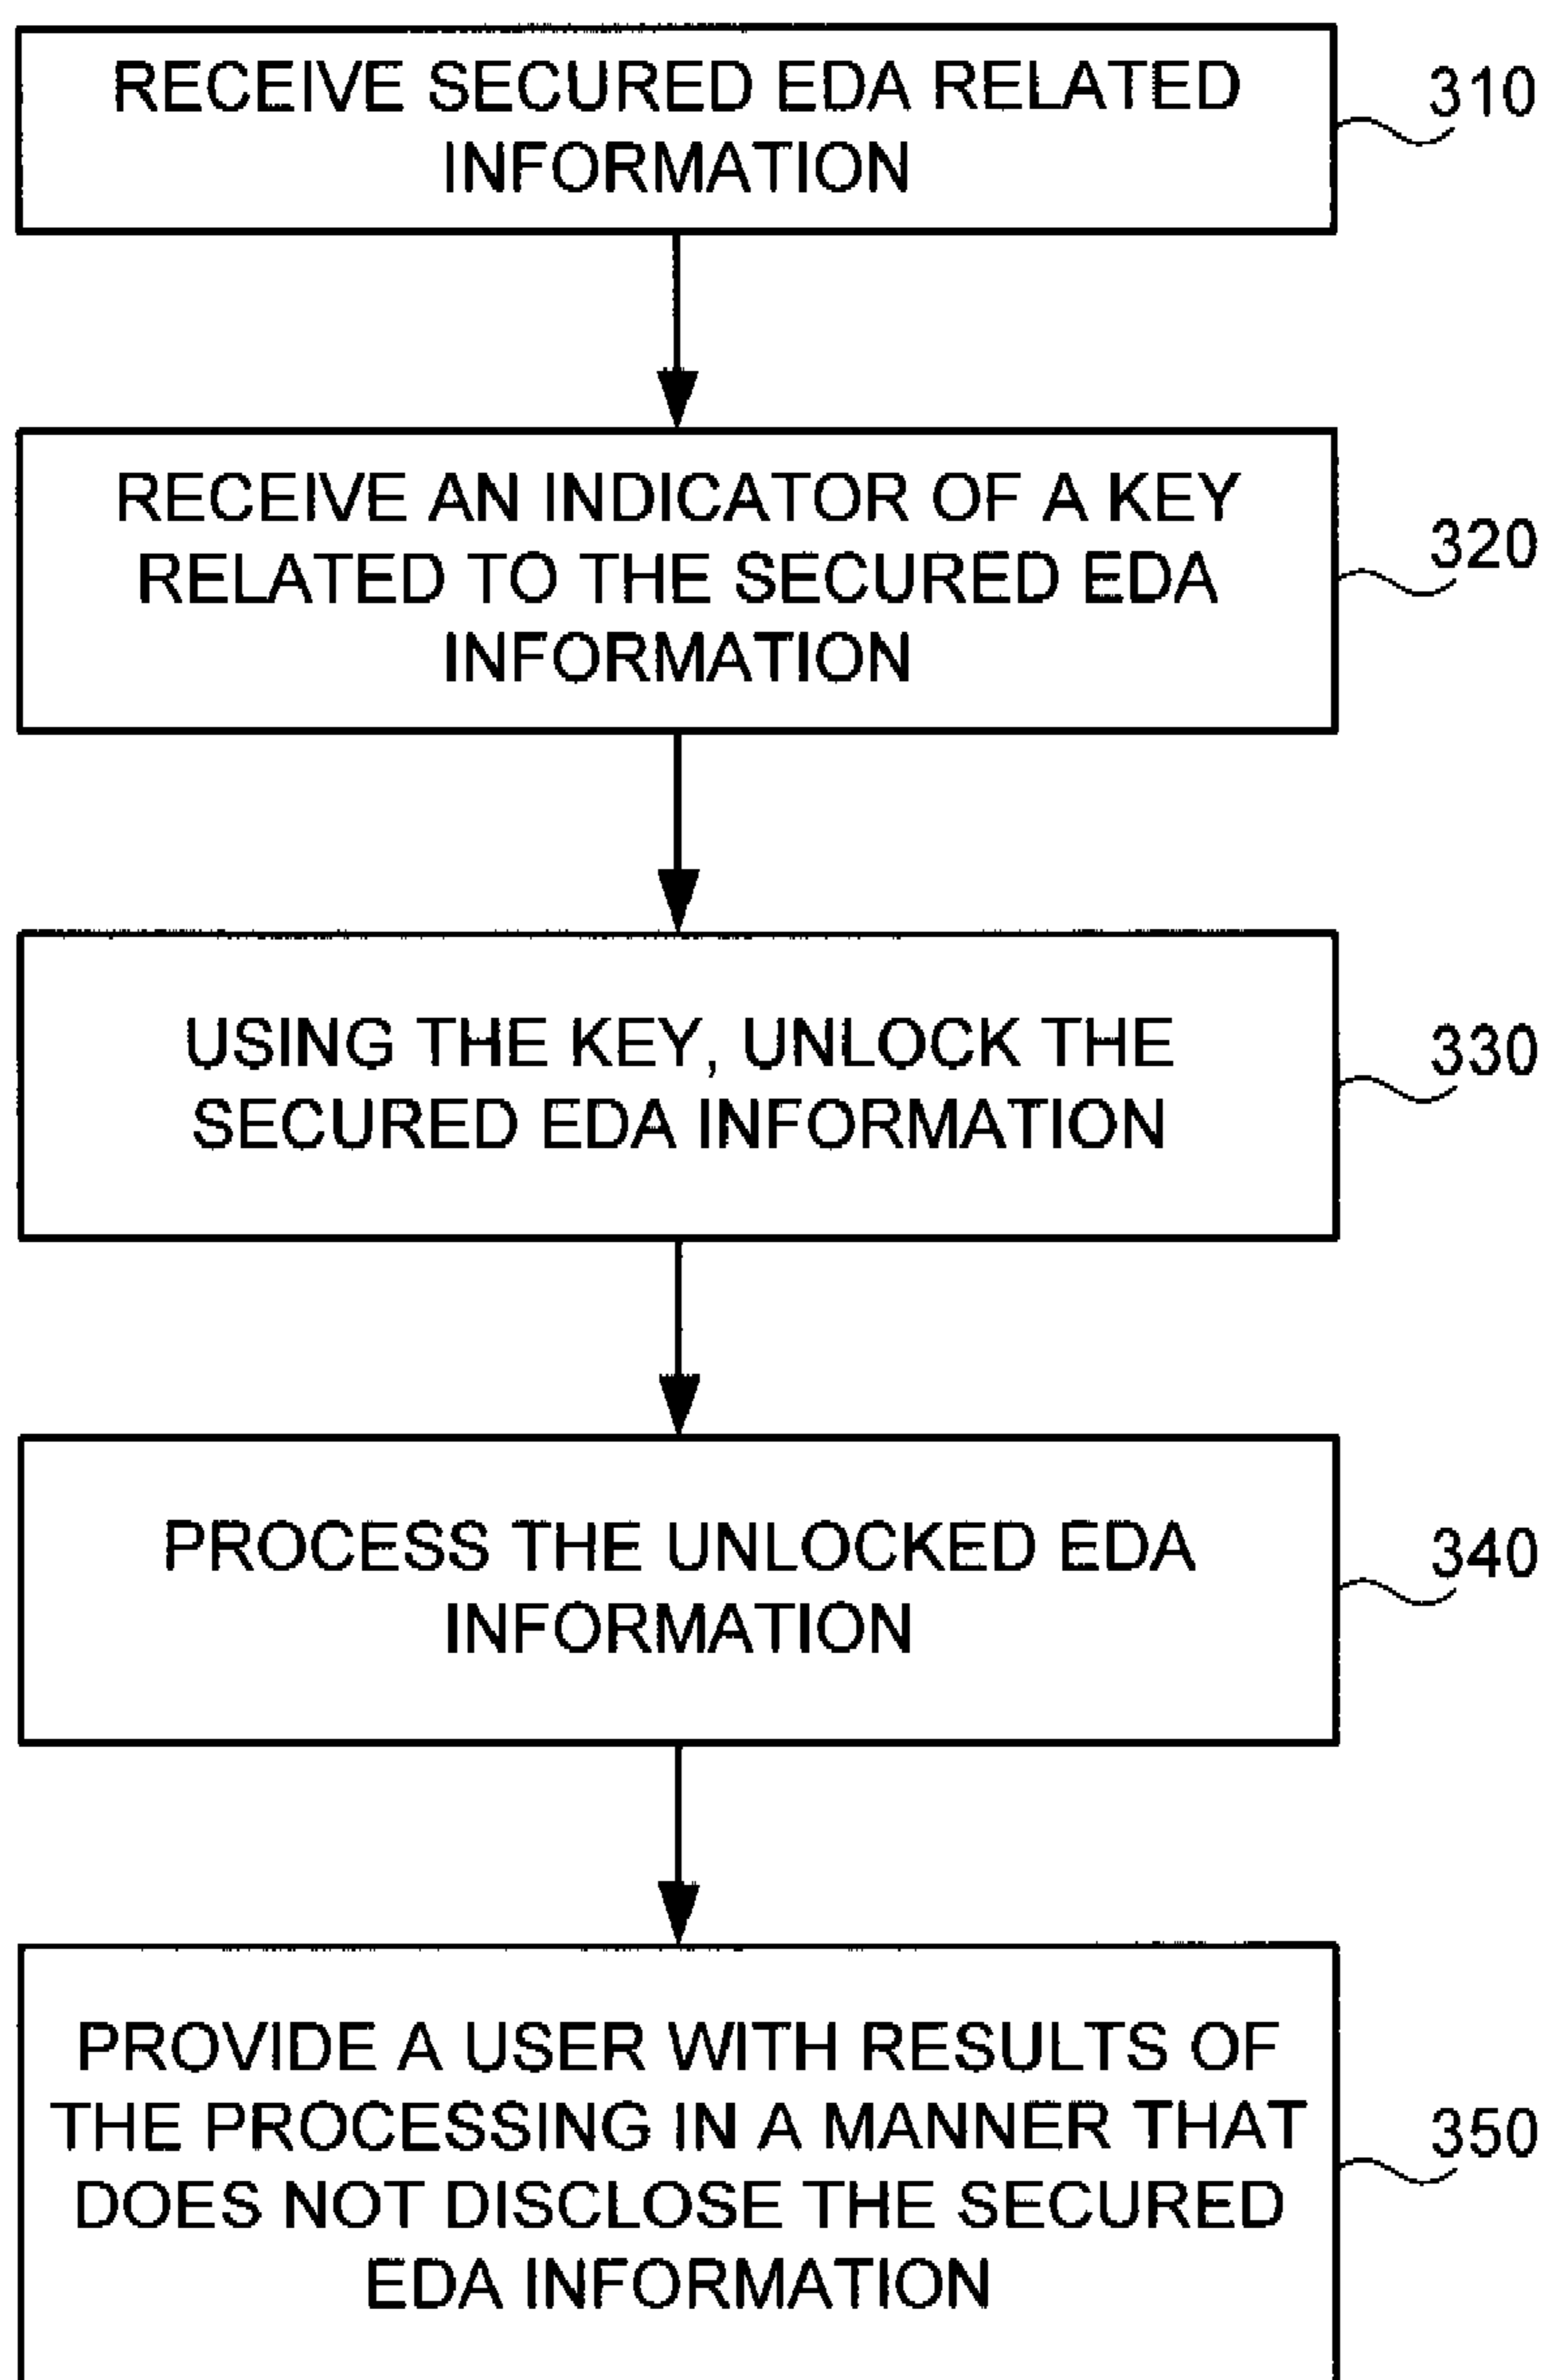 RECEIVE SECURED EDA RELATED
INFORMATION
310
RECEIVE AN INDICATOR OF A KEY
RELATED TO THE SECURED EDA
INFORMATION
320
USING THE KEY, UNLOCK THE
SECURED EDA INFORMATION
330
PROCESS THE UNLOCKED EDA
INFORMATION
340
PROVIDE A USER WITH RESULTS OF
THE PROCESSING IN A MANNER THAT
DOES NOT DISCLOSE THE SECURED
EDA INFORMATION
350